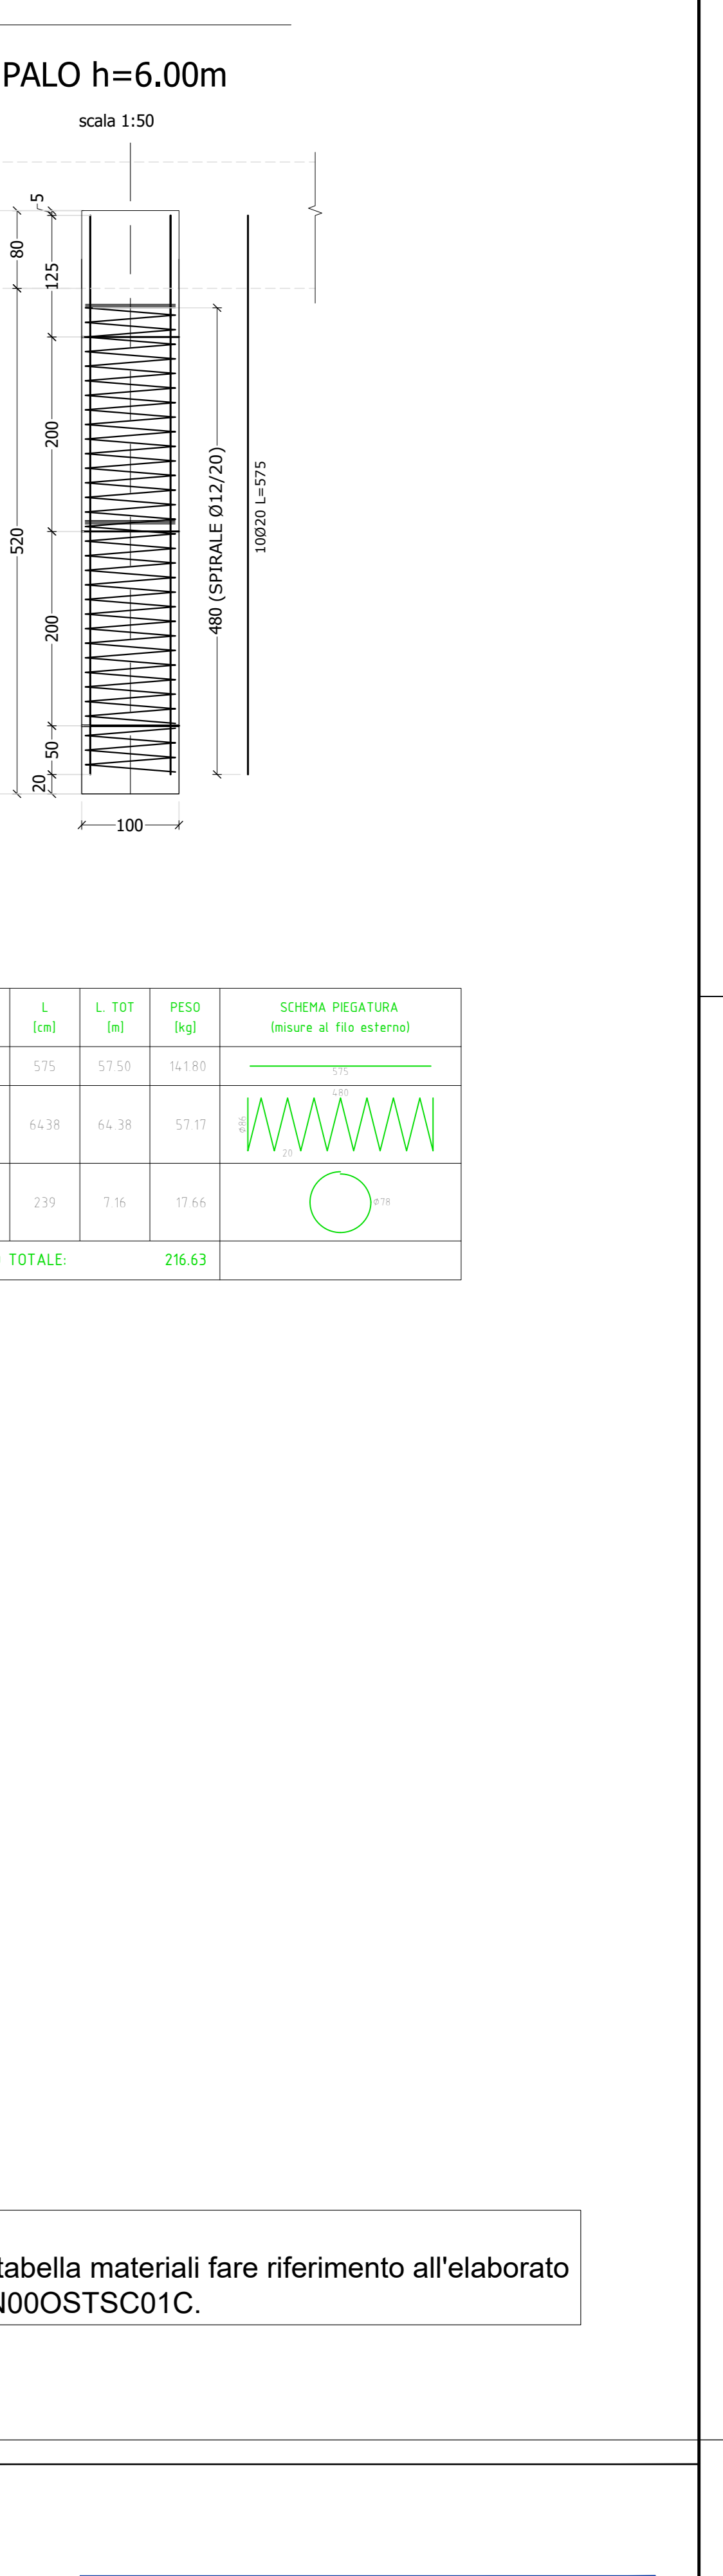 PALO h=6.00m
scala 1:50
5
80
125
200
520
480 (SPIRALE Ø12/20)
10Ø20 L=575
200
50
20
100
L
[cm]
L. TOT
[m]
PESO
[kg]
SCHEMA PIEGATURA
(misure al filo esterno)
575
57.50
141.80
575
6438
64.38
57.17
480
ø86
20
239
7.16
17.66
ø78
TOTALE:
216.63
tabella materiali fare riferimento all'elaborato
N00OSTSC01C.